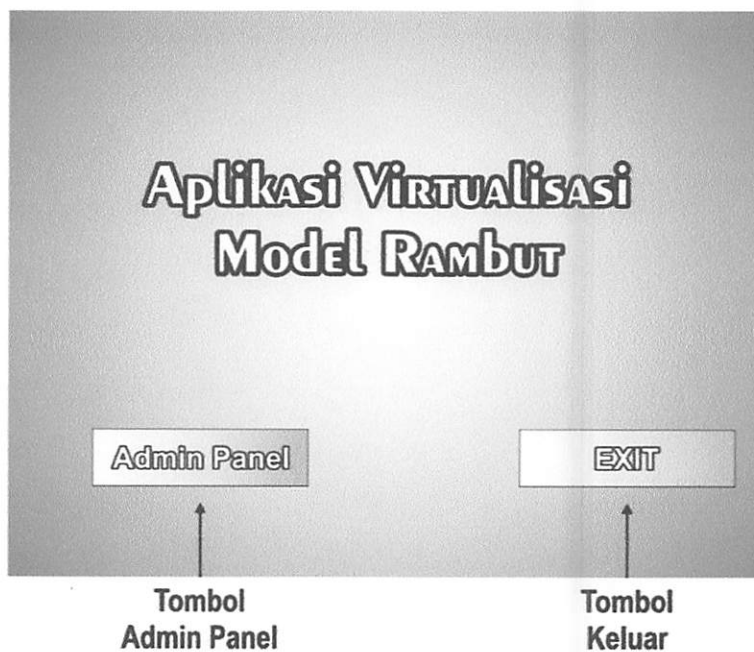 Aplikasi Virtualisasi
Model Rambut
Admin Panel
EXIT
Tombol
Admin Panel
Tombol
Keluar